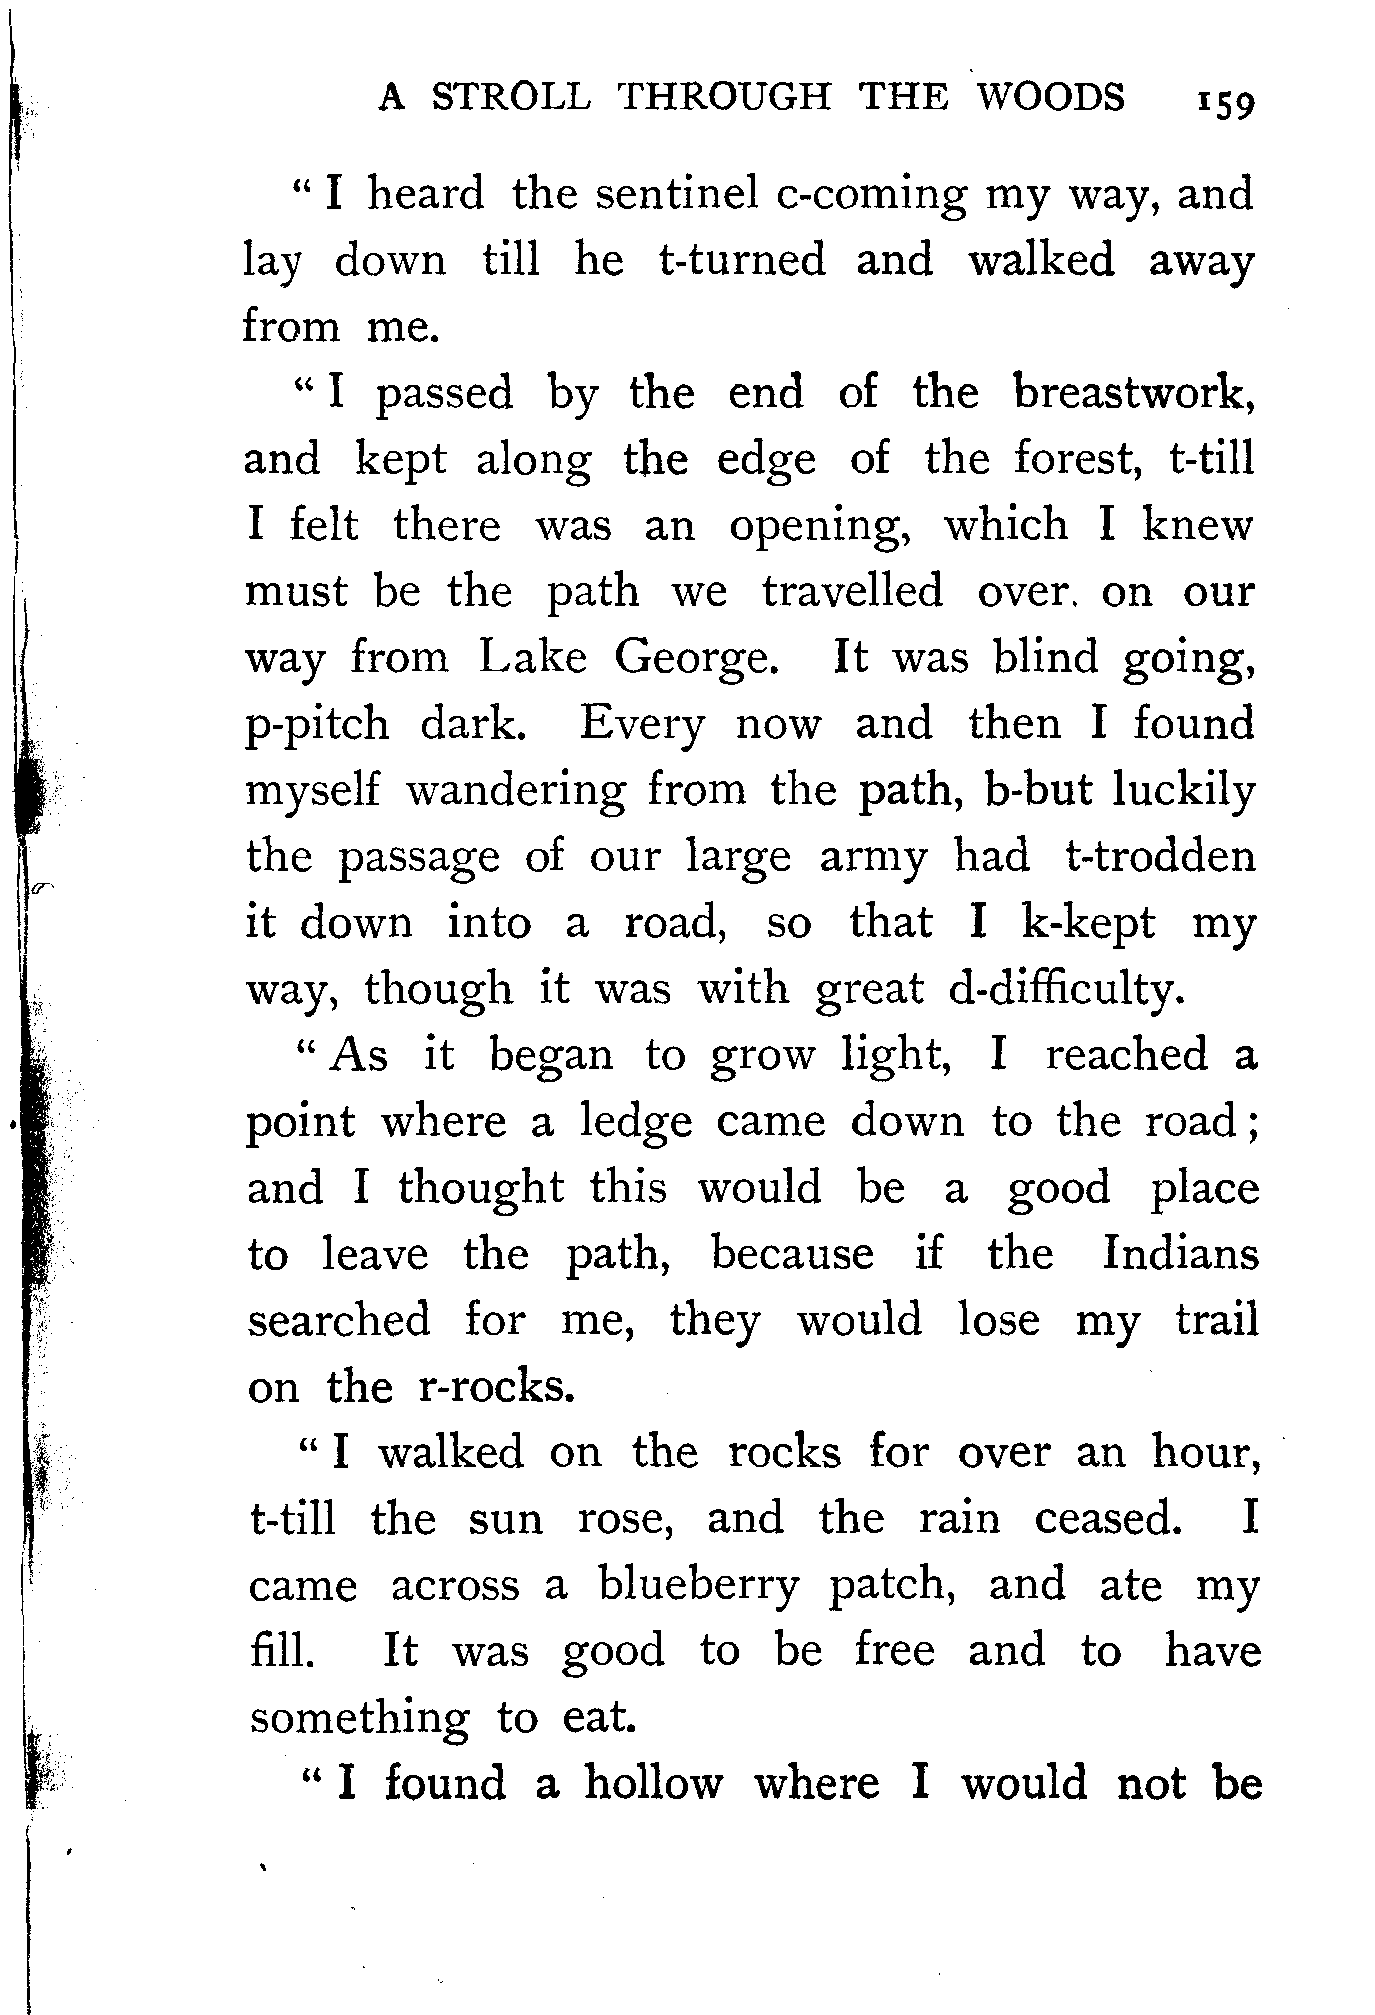 A STROLL THROUGH THE WOODS 159
“ I heard the sentinel c-coming my way, and
lay down till he t-turned and walked away
from me.
“ I passed by the end of the breastwork,
and kept along the edge of the forest, t-till
I felt there was an opening, which I knew
must be the path we travelled over. on our
way from Lake George. It was blind going,
p-pitch dark. Every now and then I found
myself wandering from the path, b-but luckily
the passage of our large army had t-trodden
it down into a road, so that I k-kept my
way, though it was with great d-difficulty.
“ As it began to grow light, I reached a
point where a ledge came down to the road ;
and I thought this would be a good place
to leave the path, because if the Indians
searched for me, they would lose my trail
on the r-rocks.
“ I walked on the rocks for over an hour,
t-till the sun rose, and the rain ceased. I
came across a blueberry patch, and ate my
fill. It was good to be free and to have
something to eat.
“ I found a hollow where I would not be